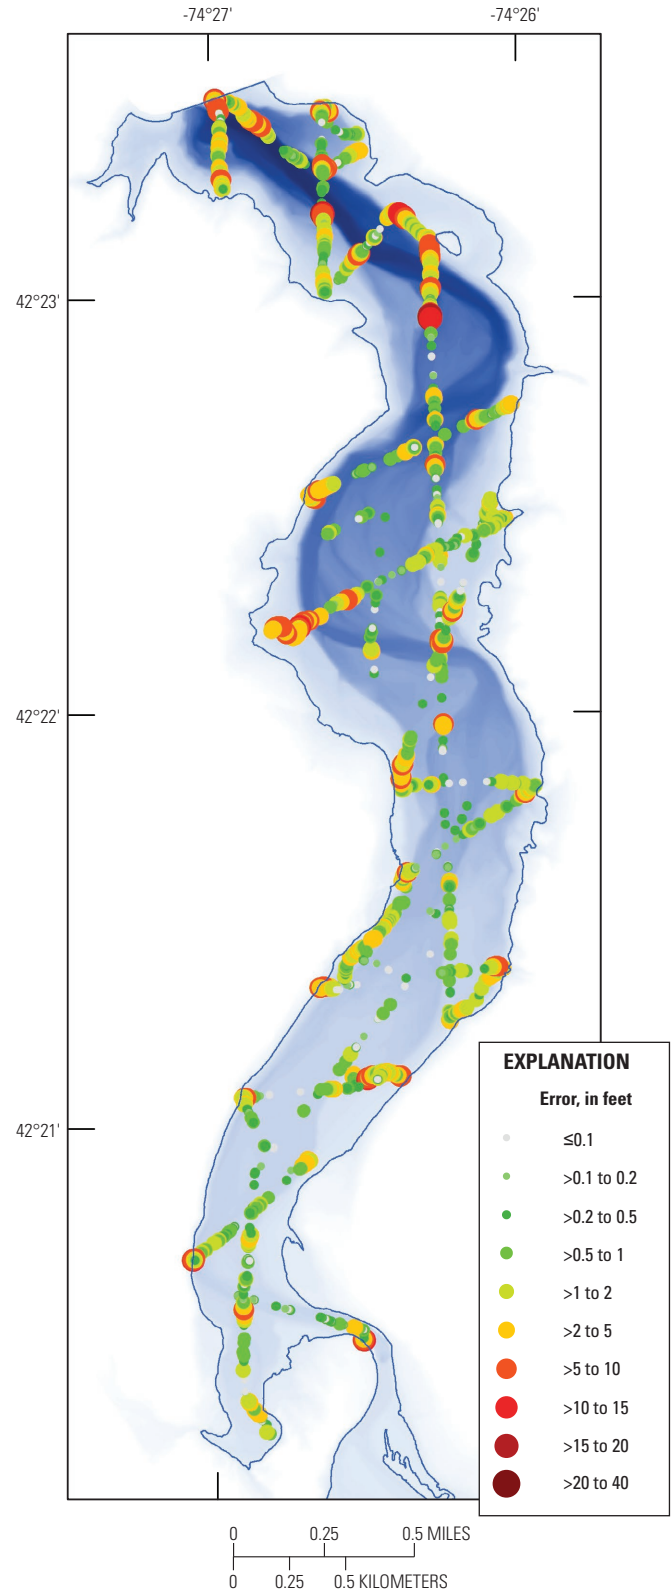 -74°27' -74°26'
42°23'
42°22'
42°21'
EXPLANATION
Error, in feet
≤0.1
>0.1 to 0.2
>0.2 to 0.5
>0.5 to 1
>1 to 2
>2 to 5
>5 to 10
>10 to 15
>15 to 20
>20 to 40
0 0.25 0.5 MILES
0 0.25 0.5 KILOMETERS